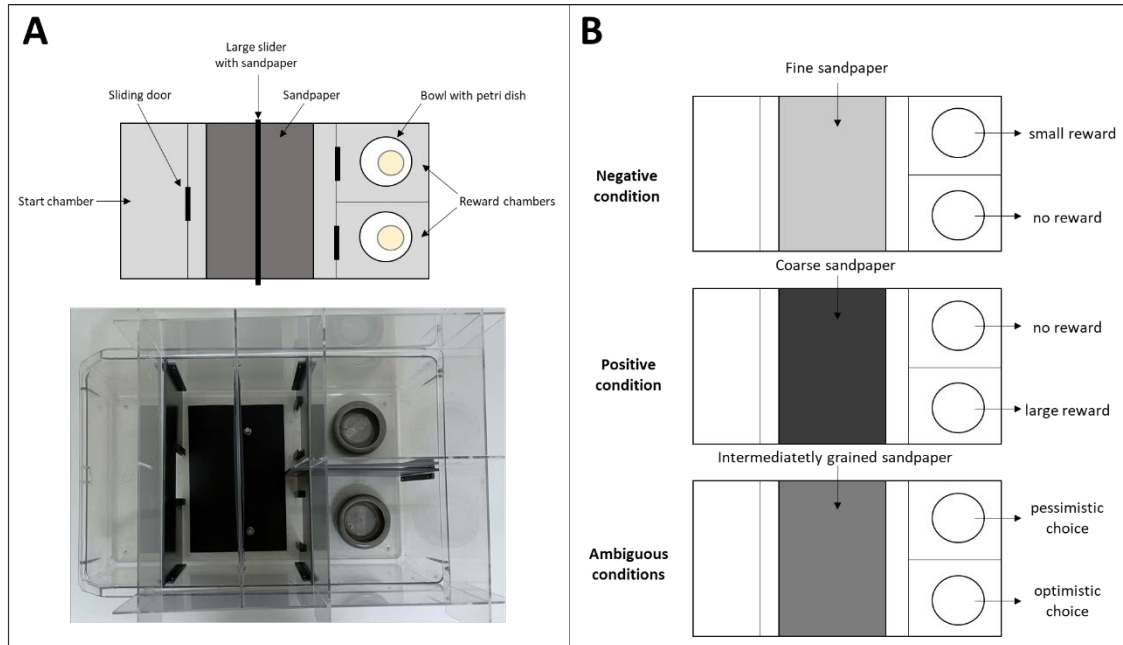 A
Large slider
with sandpaper
Sliding door
Sandpaper
Bowl with petri dish
Start chamber
Reward chambers
B
Fine sandpaper
Negative
condition
small reward
no reward
Coarse sandpaper
Positive
condition
no reward
large reward
Intermediatetly grained sandpaper
Ambiguous
conditions
pessimistic
choice
optimistic
choice